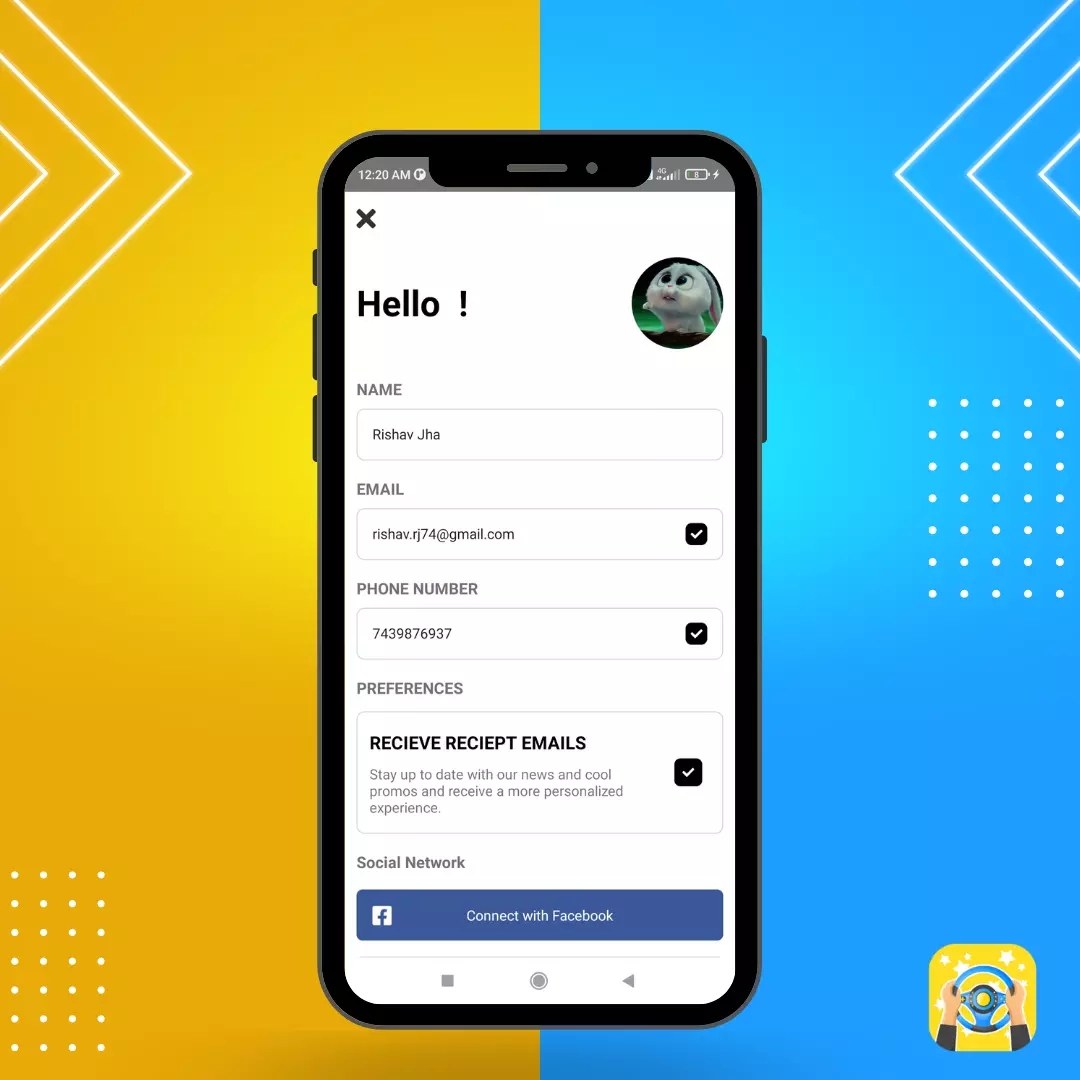 12:20 AM
4G
8
Hello !
NAME
Rishav Jha
EMAIL
rishav.rj74@gmail.com
PHONE NUMBER
7439876937
PREFERENCES
RECIEVE RECIEPT EMAILS
Stay up to date with our news and cool
promos and receive a more personalized
experience.
Social Network
Connect with Facebook